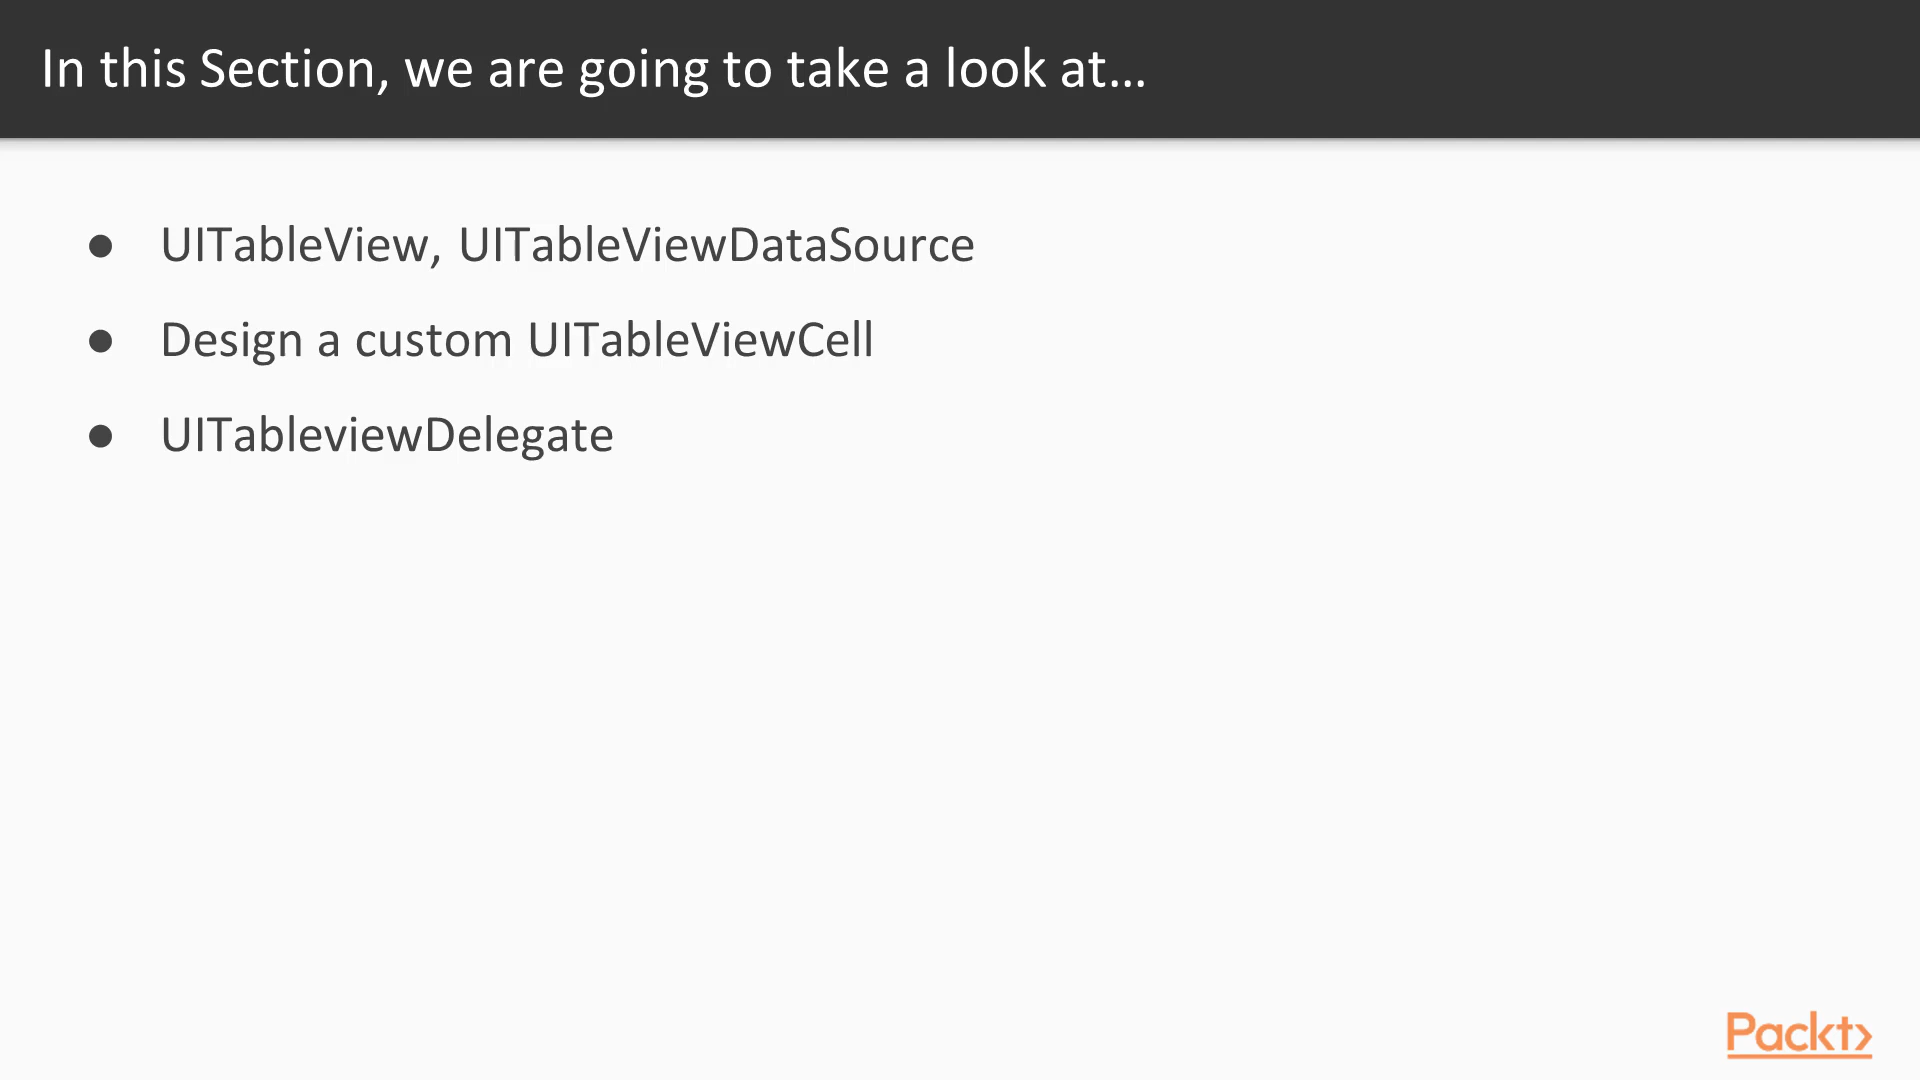 In this Section, we are going to take a look at...
● UITableView, UITableViewDataSource
● Design a custom UITableViewCell
● UITableviewDelegate
Packt>